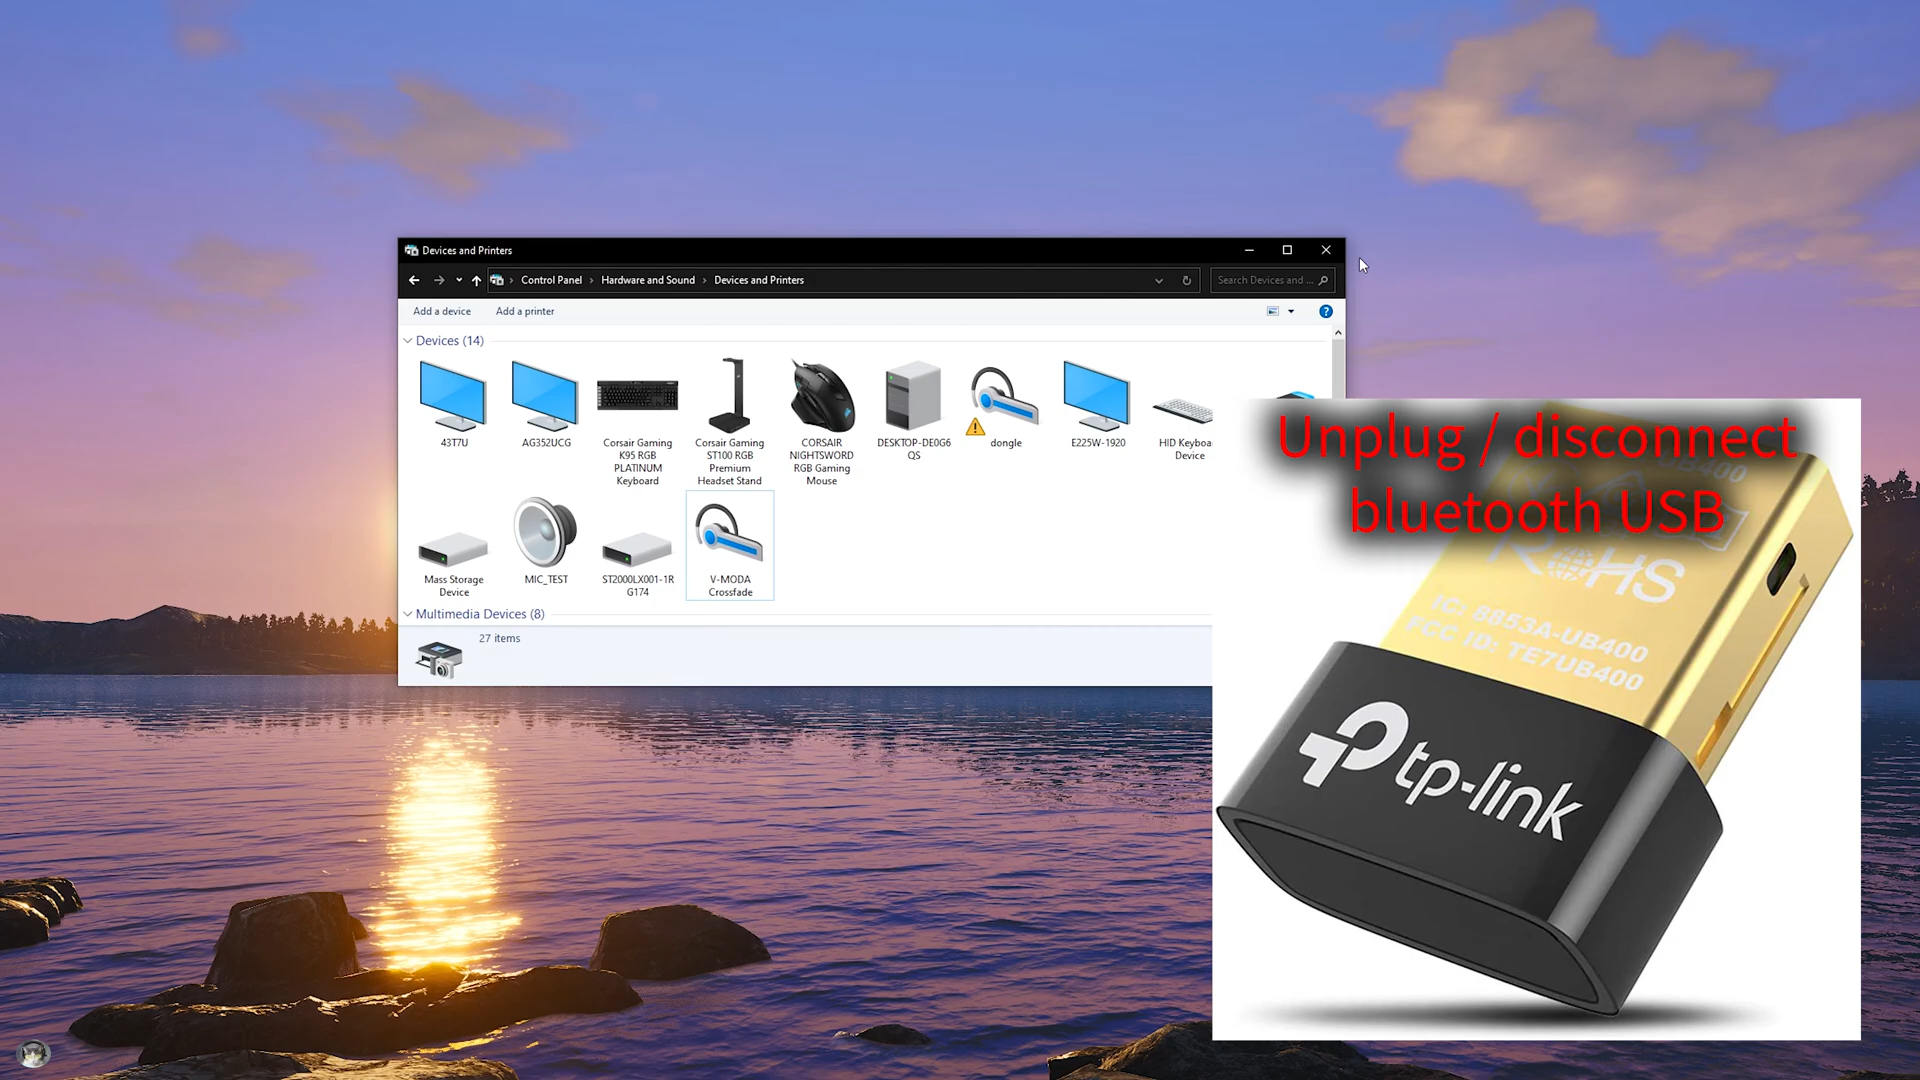 Devices and Printers
Control Panel > Hardware and Sound > Devices and Printers
Search Devices and ...
Add a device Add a printer
?
Devices (14)
43T7U
AG352UCG
Corsair Gaming
K95 RGB
PLATINUM
Keyboard
Corsair Gaming
ST100 RGB
Premium
Headset Stand
CORSAIR
NIGHTSWORD
RGB Gaming
Mouse
DESKTOP-DE0G6
QS
dongle
E225W-1920
HID Keyboa
Device
Mass Storage
Device
MIC_TEST
ST2000LX001-1R
G174
V-MODA
Crossfade
Multimedia Devices (8)
27 items
Unplug / disconnect
bluetooth USB
UB400
RoHS
IC: 8853A-UB400
FCC ID: TE7UB400
tp-link